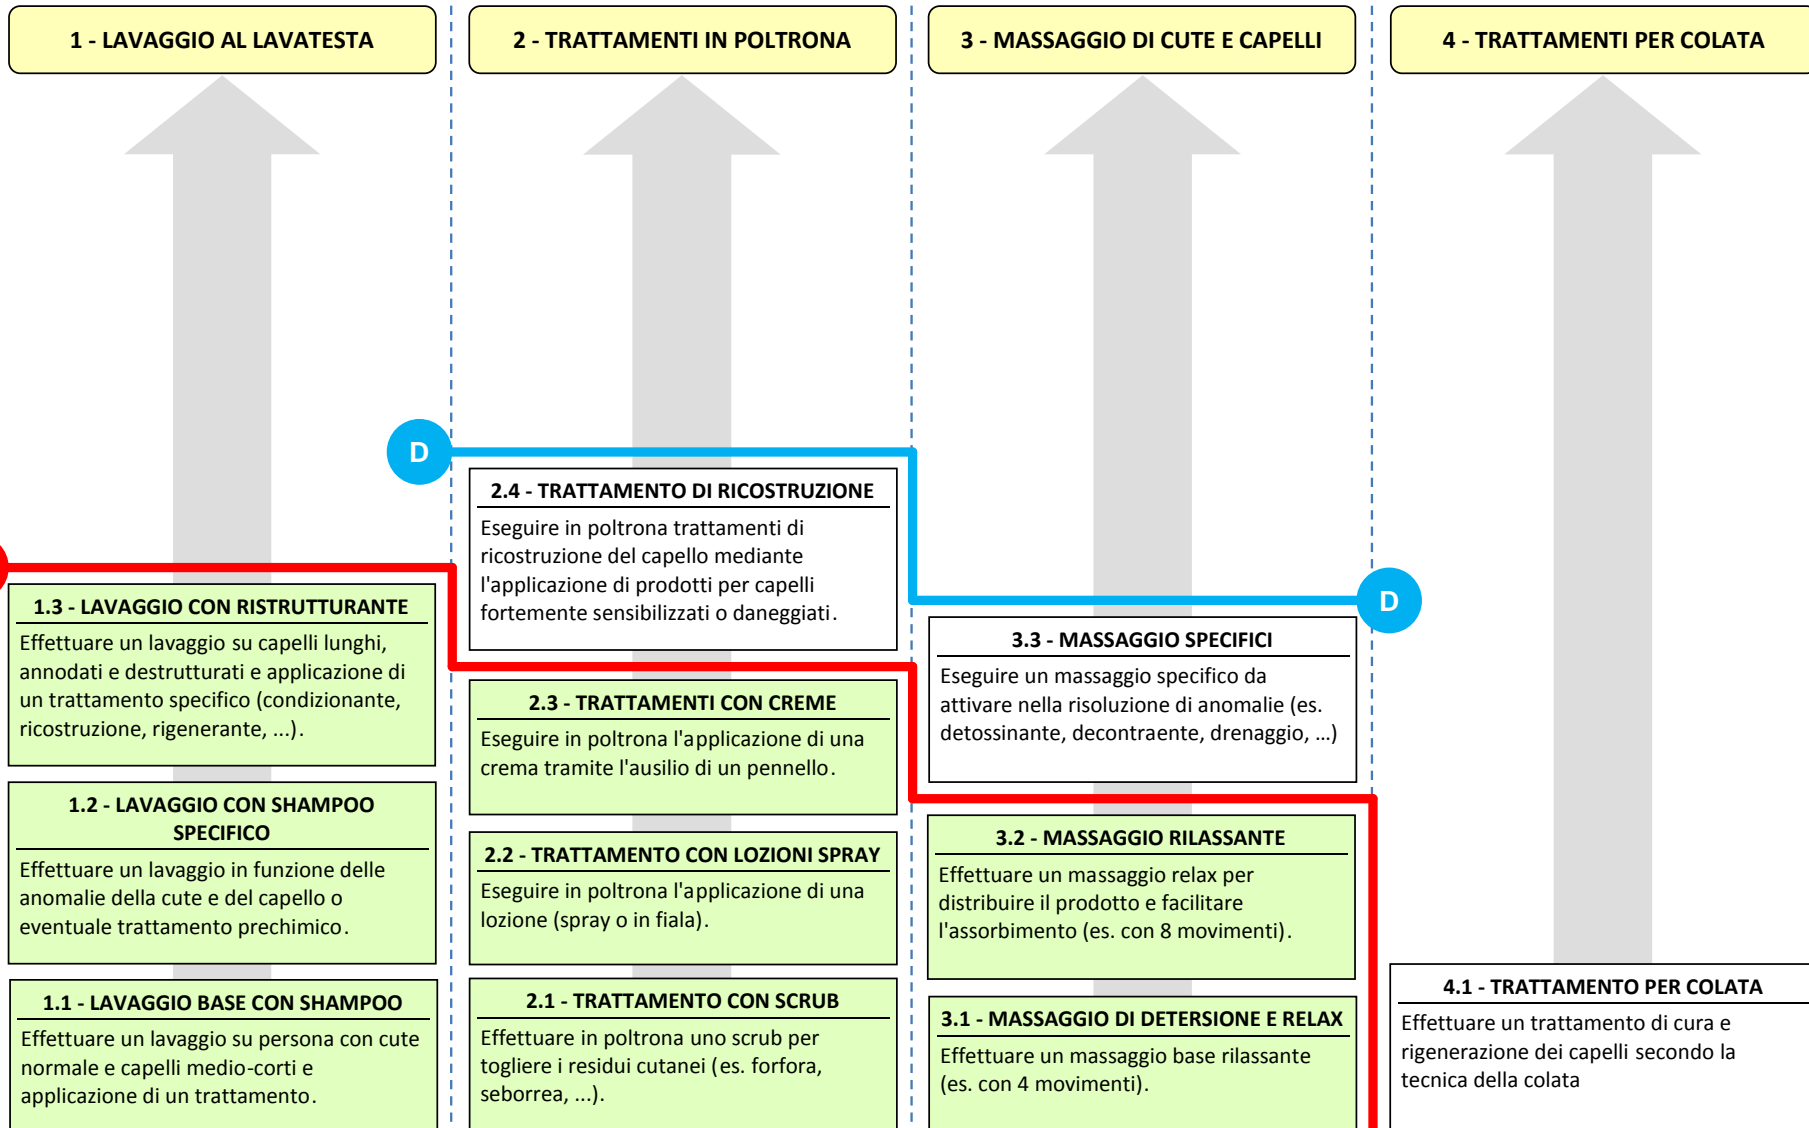 1 - LAVAGGIO AL LAVATESTA
2 - TRATTAMENTI IN POLTRONA
3 - MASSAGGIO DI CUTE E CAPELLI
4 - TRATTAMENTI PER COLATA
D
D
1.3 - LAVAGGIO CON RISTRUTTURANTE
Effettuare un lavaggio su capelli lunghi,
annodati e destrutturati e applicazione di
un trattamento specifico (condizionante,
ricostruzione, rigenerante, ...).
1.2 - LAVAGGIO CON SHAMPOO
SPECIFICO
Effettuare un lavaggio in funzione delle
anomalie della cute e del capello o
eventuale trattamento prechimico.
1.1 - LAVAGGIO BASE CON SHAMPOO
Effettuare un lavaggio su persona con cute
normale e capelli medio-corti e
applicazione di un trattamento.
2.4 - TRATTAMENTO DI RICOSTRUZIONE
Eseguire in poltrona trattamenti di
ricostruzione del capello mediante
l'applicazione di prodotti per capelli
fortemente sensibilizzati o daneggiati.
2.3 - TRATTAMENTI CON CREME
Eseguire in poltrona l'applicazione di una
crema tramite l'ausilio di un pennello.
2.2 - TRATTAMENTO CON LOZIONI SPRAY
Eseguire in poltrona l'applicazione di una
lozione (spray o in fiala).
2.1 - TRATTAMENTO CON SCRUB
Effettuare in poltrona uno scrub per
togliere i residui cutanei (es. forfora,
seborrea, ...).
3.3 - MASSAGGIO SPECIFICI
Eseguire un massaggio specifico da
attivare nella risoluzione di anomalie (es.
detossinante, decontraente, drenaggio, ...)
3.2 - MASSAGGIO RILASSANTE
Effettuare un massaggio relax per
distribuire il prodotto e facilitare
l'assorbimento (es. con 8 movimenti).
3.1 - MASSAGGIO DI DETERSIONE E RELAX
Effettuare un massaggio base rilassante
(es. con 4 movimenti).
4.1 - TRATTAMENTO PER COLATA
Effettuare un trattamento di cura e
rigenerazione dei capelli secondo la
tecnica della colata